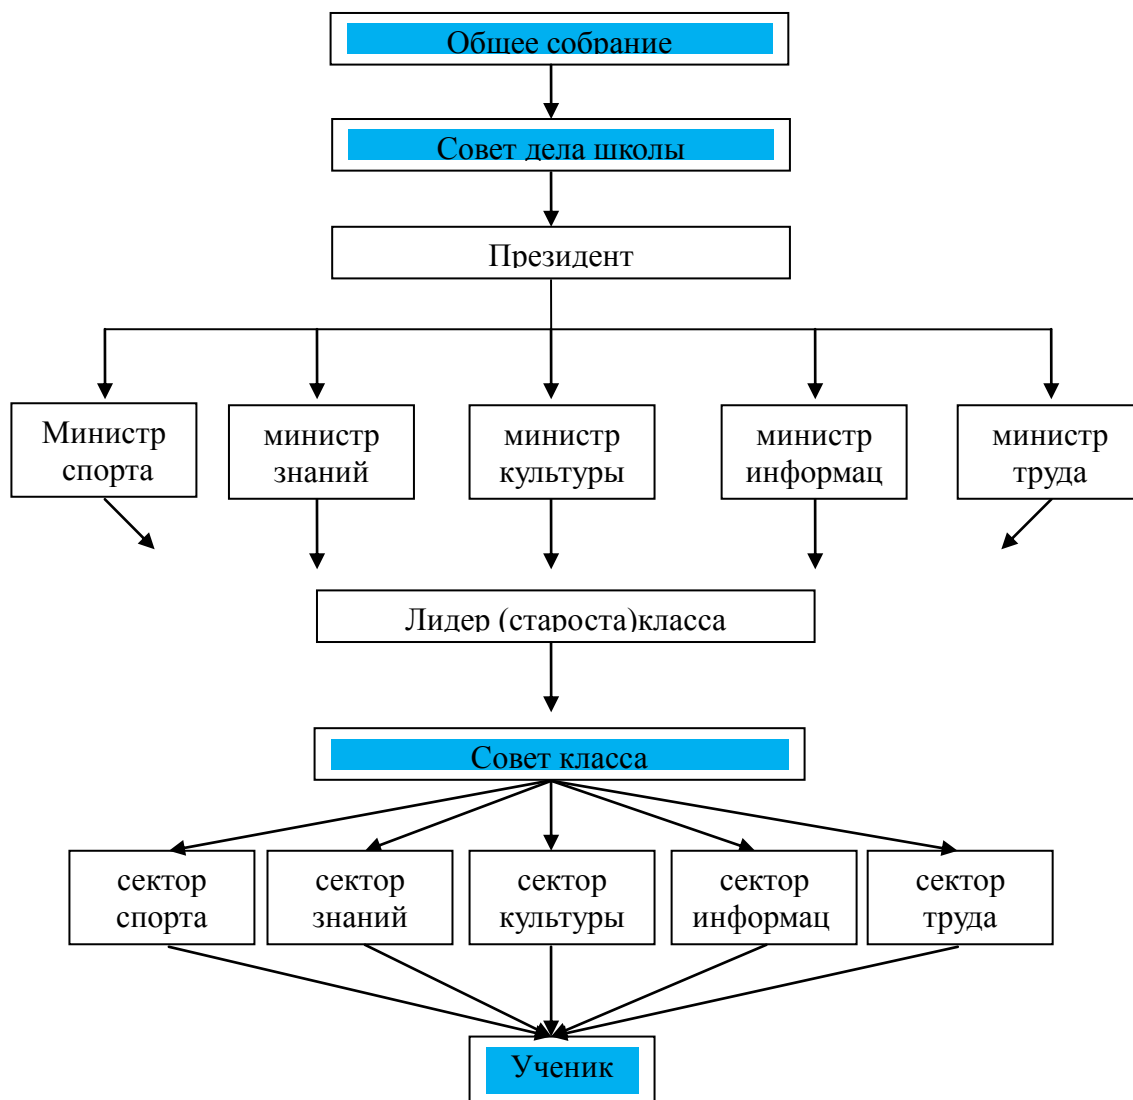 Общее собрание
Совет дела школы
Президент
Министр
спорта
министр
знаний
министр
культуры
министр
информац
министр
труда
Лидер (староста)класса
Совет класса
сектор
спорта
сектор
знаний
сектор
культуры
сектор
информац
сектор
труда
Ученик